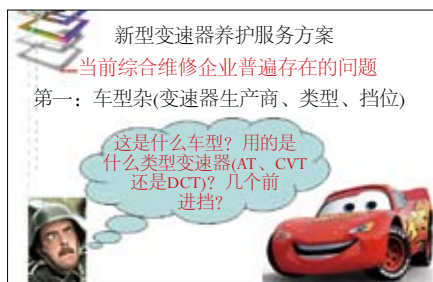 新型变速器养护服务方案
当前综合维修企业普遍存在的问题
第一：车型杂(变速器生产商、类型、挡位)
这是什么车型？用的是
什么类型变速器(AT、CVT
还是DCT)？几个前
进挡？